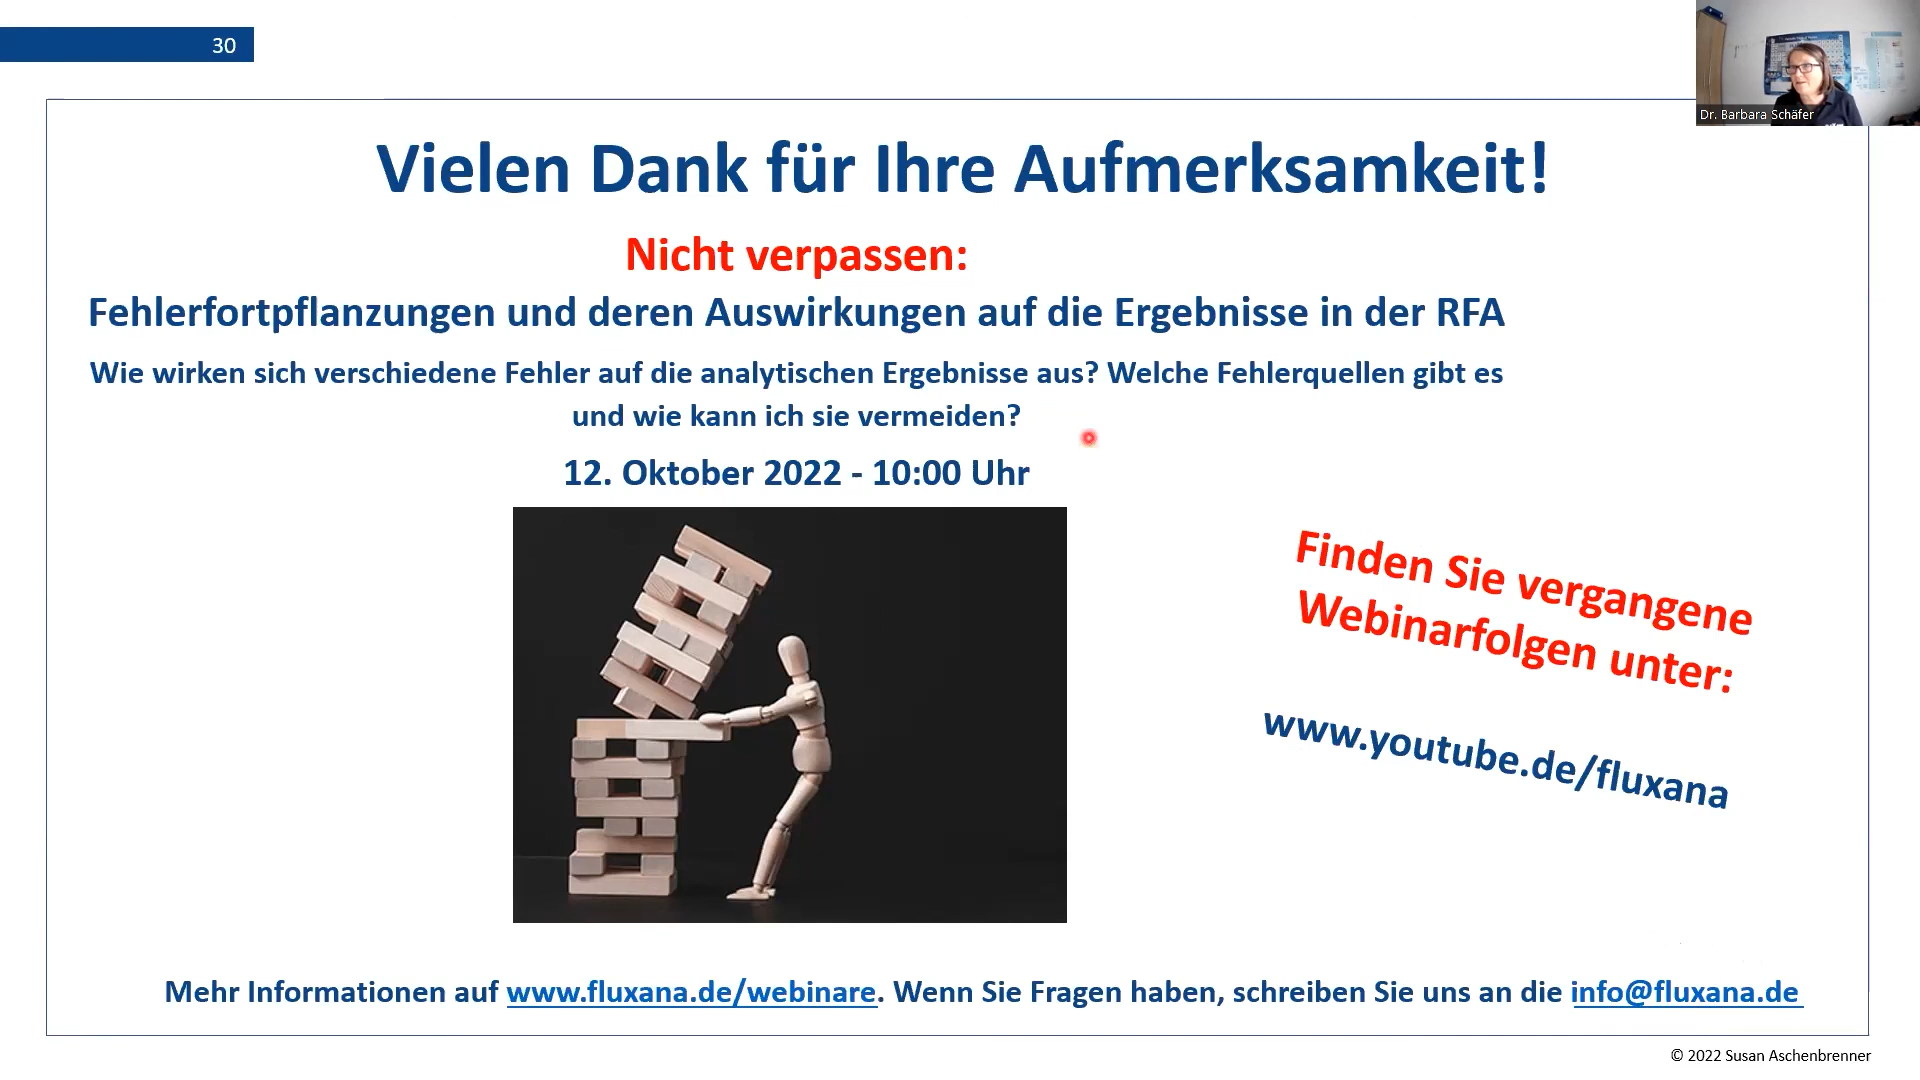 30
Dr. Barbara Schäfer
Vielen Dank für Ihre Aufmerksamkeit!
Nicht verpassen:
Fehlerfortpflanzungen und deren Auswirkungen auf die Ergebnisse in der RFA
Wie wirken sich verschiedene Fehler auf die analytischen Ergebnisse aus? Welche Fehlerquellen gibt es
und wie kann ich sie vermeiden?
12. Oktober 2022 - 10:00 Uhr
Finden Sie vergangene
Webinarfolgen unter:
www.youtube.de/fluxana
Mehr Informationen auf www.fluxana.de/webinare. Wenn Sie Fragen haben, schreiben Sie uns an die info@fluxana.de
© 2022 Susan Aschenbrenner